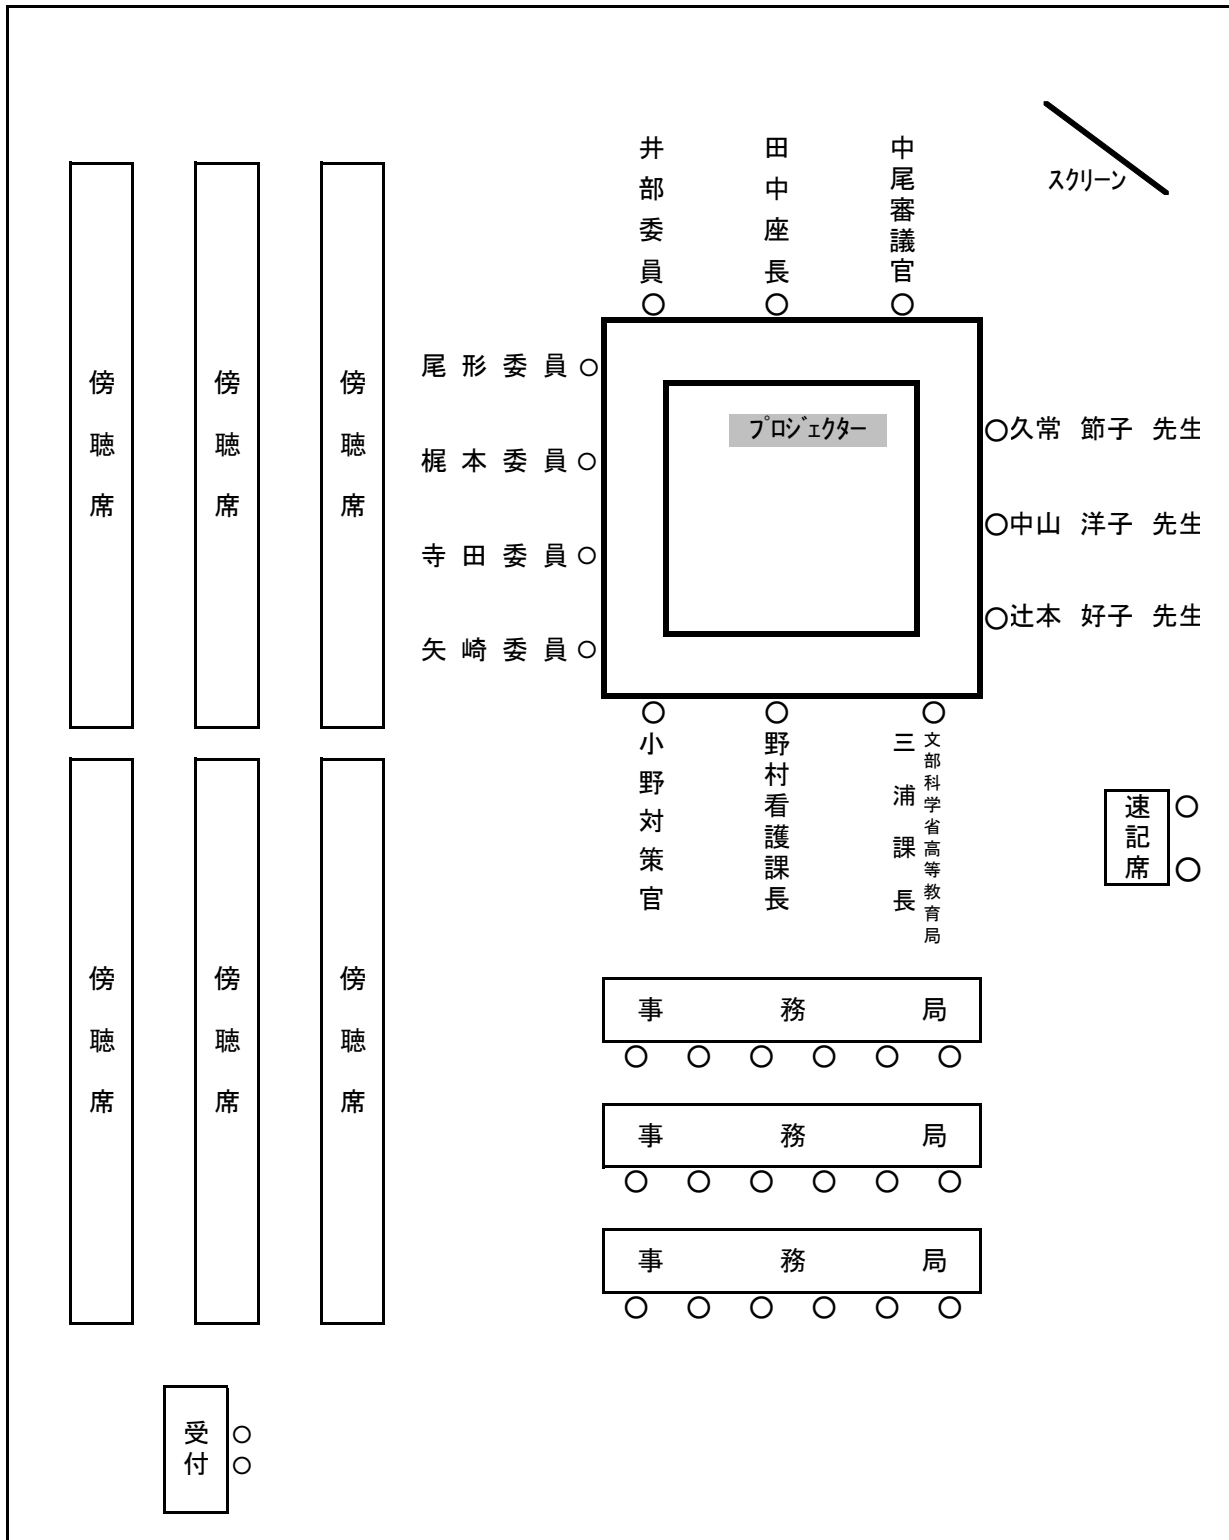 井部委員
田中座長
中尾審議官
スクリーン
傍聴席
傍聴席
傍聴席
尾形委員
梶本委員
寺田委員
矢崎委員
プロジェクター
久常 節子 先生
中山 洋子 先生
辻本 好子 先生
小野対策官
野村看護課長
文部科学省高等教育局
三浦課長
速記席
傍聴席
傍聴席
傍聴席
事務局
事務局
事務局
受付